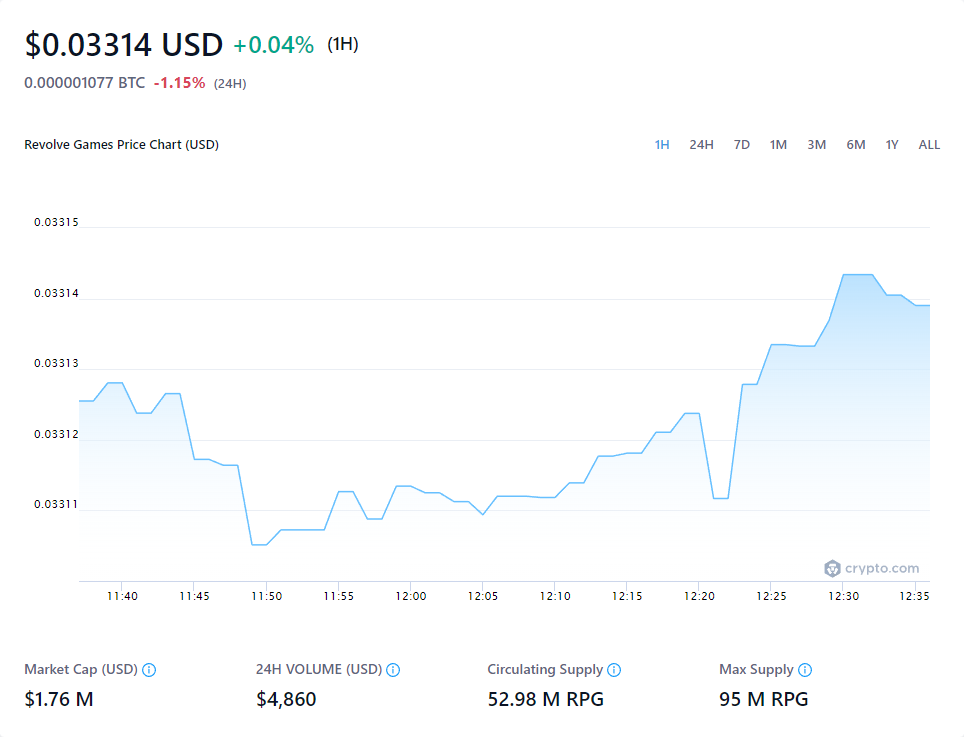 $0.03314 USD +0.04% (1H)
0.000001077 BTC -1.15% (24H)
Revolve Games Price Chart (USD) 1H 24H 7D 1M 3M 6M 1Y ALL
0.03315
0.03314
0.03313
0.03312
0.03311
crypto.com
11:40 11:45 11:50 11:55 12:00 12:05 12:10 12:15 12:20 12:25 12:30 12:35
Market Cap (USD) 24H VOLUME (USD) Circulating Supply Max Supply
$1.76 M $4,860 52.98 M RPG 95 M RPG